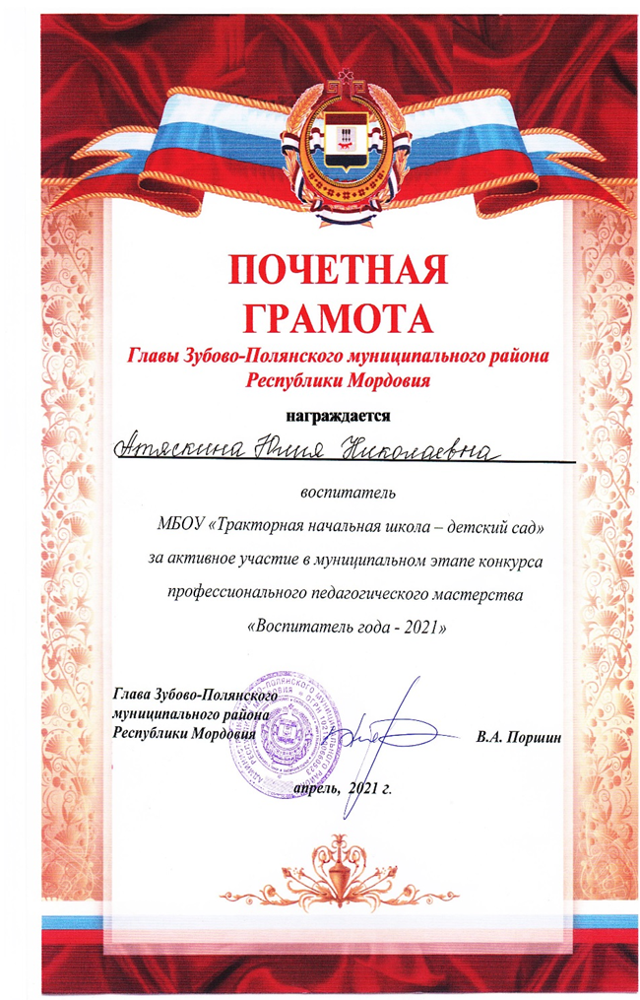 ПОЧЕТНАЯ
ГРАМОТА
Главы Зубово-Полянского муниципального района
Республики Мордовия
награждается
Атяскина Юлия Николаевна
воспитатель
МБОУ «Тракторная начальная школа – детский сад»
за активное участие в муниципальном этапе конкурса
профессионального педагогического мастерства
«Воспитатель года - 2021»
Глава Зубово-Полянского
муниципального района
Республики Мордовия
В.А. Поршин
апрель, 2021 г.